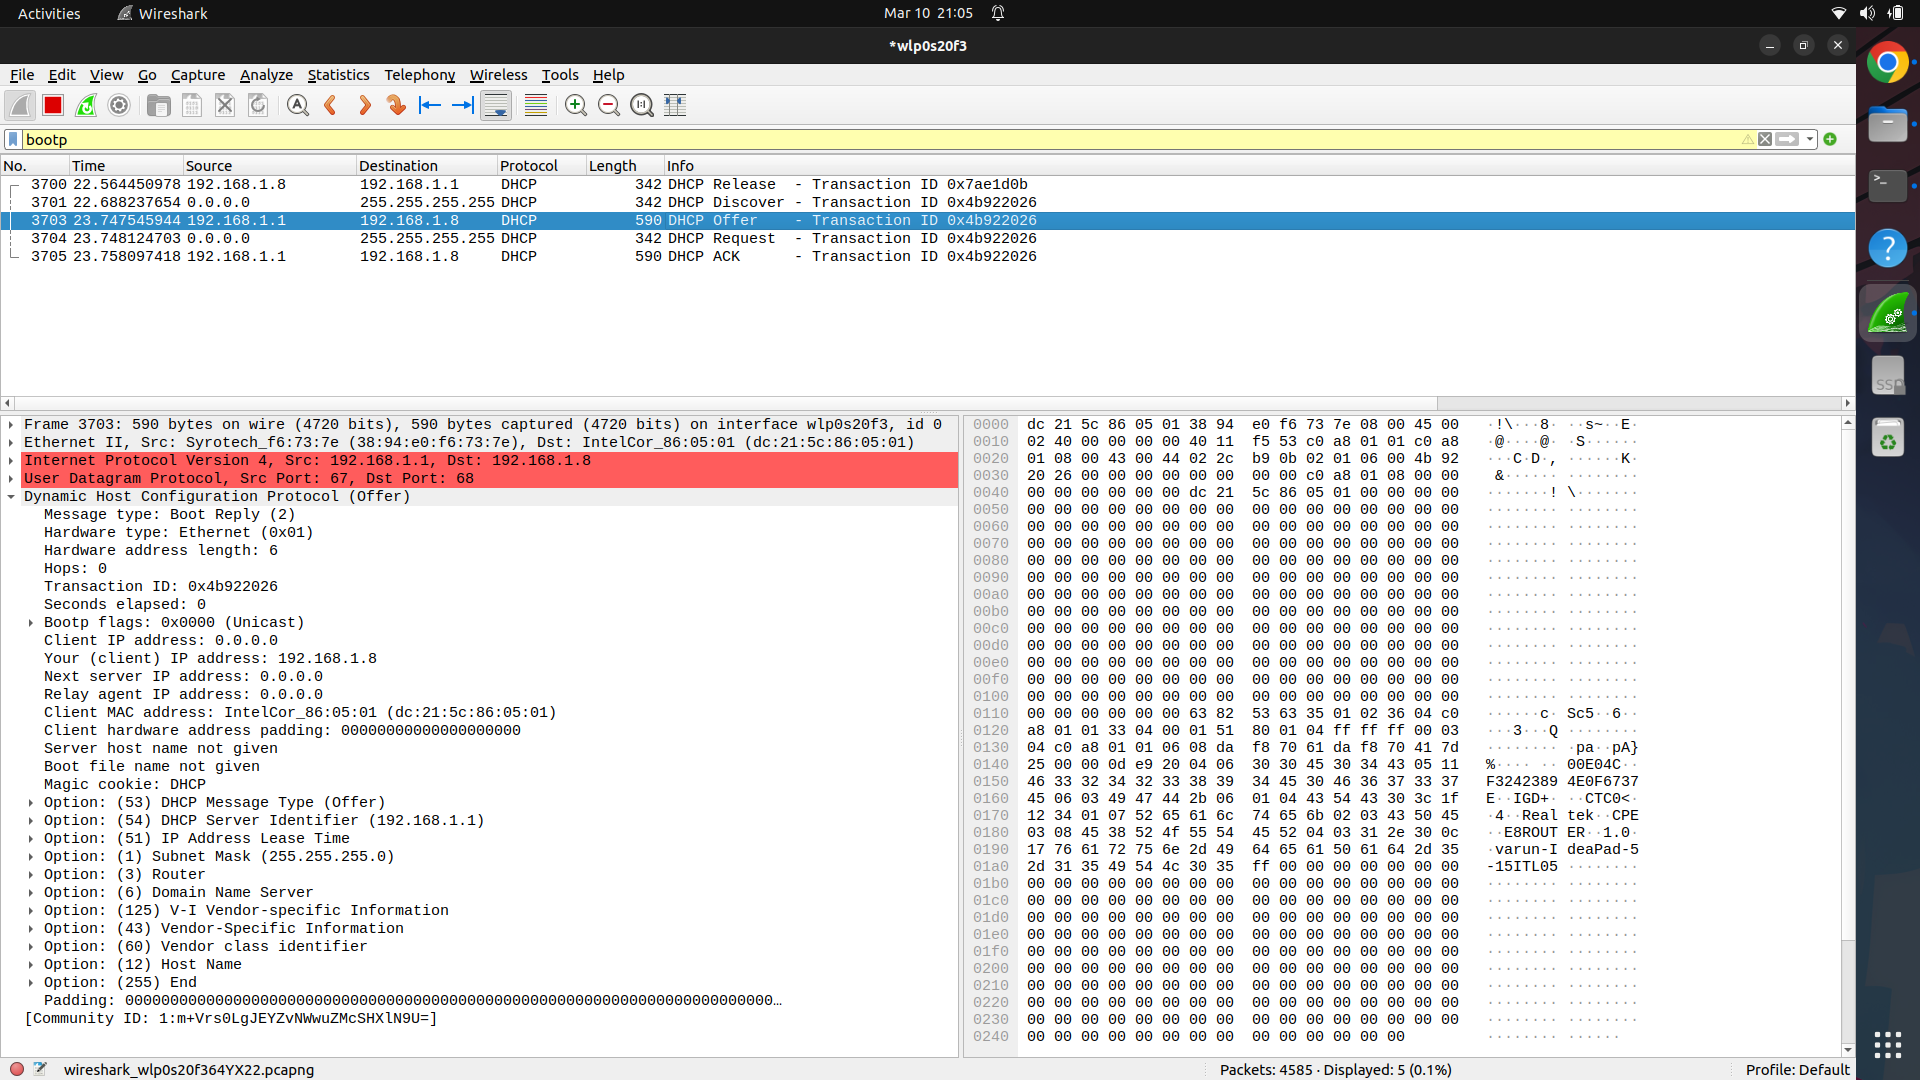 Activities Wireshark Mar 10 21:05
*wlp0s20f3
File Edit View Go Capture Analyze Statistics Telephony Wireless Tools Help
bootp
No. Time Source Destination Protocol Length Info
3700 22.564450978 192.168.1.8 192.168.1.1 DHCP 342 DHCP Release - Transaction ID 0x7ae1d0b
3701 22.688237654 0.0.0.0 255.255.255.255 DHCP 342 DHCP Discover - Transaction ID 0x4b922026
3703 23.747545944 192.168.1.1 192.168.1.8 DHCP 590 DHCP Offer - Transaction ID 0x4b922026
3704 23.748124703 0.0.0.0 255.255.255.255 DHCP 342 DHCP Request - Transaction ID 0x4b922026
3705 23.758097418 192.168.1.1 192.168.1.8 DHCP 590 DHCP ACK - Transaction ID 0x4b922026
Frame 3703: 590 bytes on wire (4720 bits), 590 bytes captured (4720 bits) on interface wlp0s20f3, id 0
Ethernet II, Src: Syrotech_f6:73:7e (38:94:e0:f6:73:7e), Dst: IntelCor_86:05:01 (dc:21:5c:86:05:01)
Internet Protocol Version 4, Src: 192.168.1.1, Dst: 192.168.1.8
User Datagram Protocol, Src Port: 67, Dst Port: 68
Dynamic Host Configuration Protocol (Offer)
Message type: Boot Reply (2)
Hardware type: Ethernet (0x01)
Hardware address length: 6
Hops: 0
Transaction ID: 0x4b922026
Seconds elapsed: 0
Bootp flags: 0x0000 (Unicast)
Client IP address: 0.0.0.0
Your (client) IP address: 192.168.1.8
Next server IP address: 0.0.0.0
Relay agent IP address: 0.0.0.0
Client MAC address: IntelCor_86:05:01 (dc:21:5c:86:05:01)
Client hardware address padding: 00000000000000000000
Server host name not given
Boot file name not given
Magic cookie: DHCP
Option: (53) DHCP Message Type (Offer)
Option: (54) DHCP Server Identifier (192.168.1.1)
Option: (51) IP Address Lease Time
Option: (1) Subnet Mask (255.255.255.0)
Option: (3) Router
Option: (6) Domain Name Server
Option: (125) V-I Vendor-specific Information
Option: (43) Vendor-Specific Information
Option: (60) Vendor class identifier
Option: (12) Host Name
Option: (255) End
Padding: 000000000000000000000000000000000000000000000000000000000000000000000000…
[Community ID: 1:m+Vrs0LgJEYZvNWwuZMcSHXlN9U=]
0000 dc 21 5c 86 05 01 38 94 e0 f6 73 7e 08 00 45 00 ·!\···8· ··s~··E·
0010 02 40 00 00 00 00 40 11 f5 53 c0 a8 01 01 c0 a8 ·@····@· ·S······
0020 01 08 00 43 00 44 02 2c b9 0b 02 01 06 00 4b 92 ···C·D·, ······K·
0030 20 26 00 00 00 00 00 00 00 00 c0 a8 01 08 00 00 &······ ········
0040 00 00 00 00 00 00 dc 21 5c 86 05 01 00 00 00 00 ·······! \·······
0050 00 00 00 00 00 00 00 00 00 00 00 00 00 00 00 00 ········ ········
0060 00 00 00 00 00 00 00 00 00 00 00 00 00 00 00 00 ········ ········
0070 00 00 00 00 00 00 00 00 00 00 00 00 00 00 00 00 ········ ········
0080 00 00 00 00 00 00 00 00 00 00 00 00 00 00 00 00 ········ ········
0090 00 00 00 00 00 00 00 00 00 00 00 00 00 00 00 00 ········ ········
00a0 00 00 00 00 00 00 00 00 00 00 00 00 00 00 00 00 ········ ········
00b0 00 00 00 00 00 00 00 00 00 00 00 00 00 00 00 00 ········ ········
00c0 00 00 00 00 00 00 00 00 00 00 00 00 00 00 00 00 ········ ········
00d0 00 00 00 00 00 00 00 00 00 00 00 00 00 00 00 00 ········ ········
00e0 00 00 00 00 00 00 00 00 00 00 00 00 00 00 00 00 ········ ········
00f0 00 00 00 00 00 00 00 00 00 00 00 00 00 00 00 00 ········ ········
0100 00 00 00 00 00 00 00 00 00 00 00 00 00 00 00 00 ········ ········
0110 00 00 00 00 00 00 63 82 53 63 35 01 02 36 04 c0 ······c· Sc5··6··
0120 a8 01 01 33 04 00 01 51 80 01 04 ff ff ff 00 03 ···3···Q ········
0130 04 c0 a8 01 01 06 08 da f8 70 61 da f8 70 41 7d ········ ·pa··pA}
0140 25 00 00 0d e9 20 04 06 30 30 45 30 34 43 05 11 %···· ·· 00E04C··
0150 46 33 32 34 32 33 38 39 34 45 30 46 36 37 33 37 F3242389 4E0F6737
0160 45 06 03 49 47 44 2b 06 01 04 43 54 43 30 3c 1f E··IGD+· ··CTC0<·
0170 12 34 01 07 52 65 61 6c 74 65 6b 02 03 43 50 45 ·4··Real tek··CPE
0180 03 08 45 38 52 4f 55 54 45 52 04 03 31 2e 30 0c ··E8ROUT ER··1.0·
0190 17 76 61 72 75 6e 2d 49 64 65 61 50 61 64 2d 35 ·varun-I deaPad-5
01a0 2d 31 35 49 54 4c 30 35 ff 00 00 00 00 00 00 00 -15ITL05 ········
01b0 00 00 00 00 00 00 00 00 00 00 00 00 00 00 00 00 ········ ········
01c0 00 00 00 00 00 00 00 00 00 00 00 00 00 00 00 00 ········ ········
01d0 00 00 00 00 00 00 00 00 00 00 00 00 00 00 00 00 ········ ········
01e0 00 00 00 00 00 00 00 00 00 00 00 00 00 00 00 00 ········ ········
01f0 00 00 00 00 00 00 00 00 00 00 00 00 00 00 00 00 ········ ········
0200 00 00 00 00 00 00 00 00 00 00 00 00 00 00 00 00 ········ ········
0210 00 00 00 00 00 00 00 00 00 00 00 00 00 00 00 00 ········ ········
0220 00 00 00 00 00 00 00 00 00 00 00 00 00 00 00 00 ········ ········
0230 00 00 00 00 00 00 00 00 00 00 00 00 00 00 00 00 ········ ········
0240 00 00 00 00 00 00 00 00 00 00 00 00 00 00 ········ ······
SSD
wireshark_wlp0s20f364YX22.pcapng Packets: 4585 · Displayed: 5 (0.1%) Profile: Default